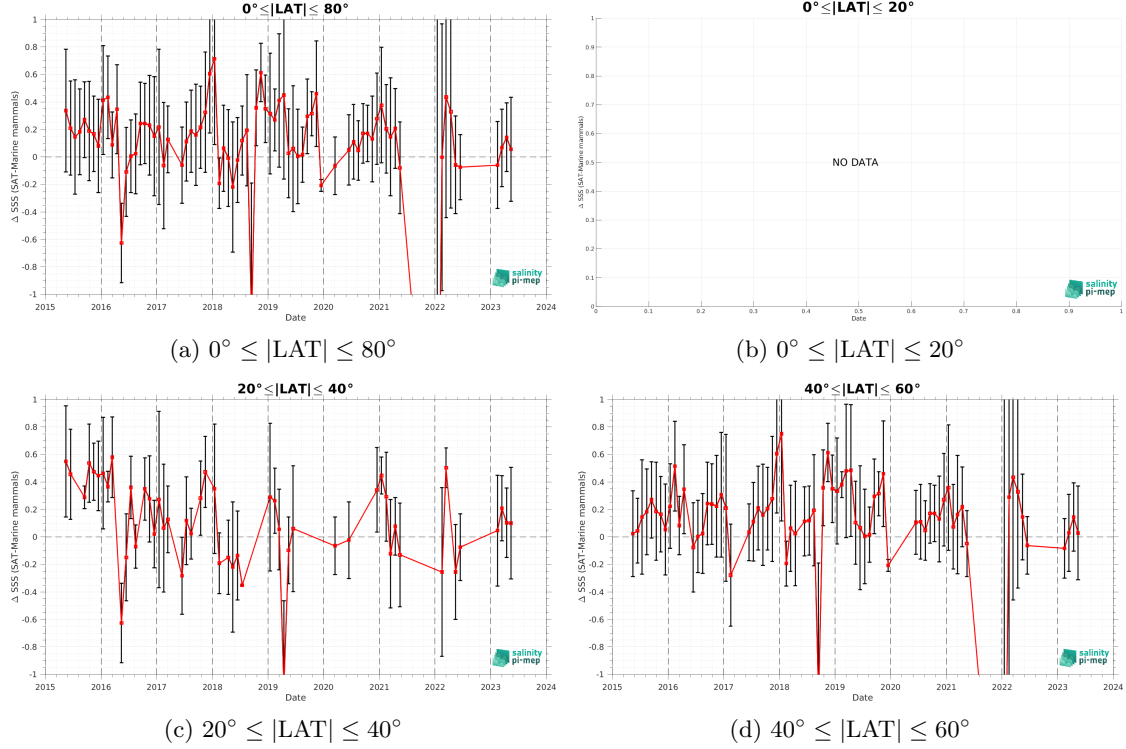 0°≤|LAT|≤ 80°
Δ SSS (SAT-Marine mammals)
1
0.8
0.6
0.4
0.2
0
-0.2
-0.4
-0.6
-0.8
-1
2015 2016 2017 2018 2019 2020 2021 2022 2023 2024
Date
salinity
pi-mep
(a) 0° ≤ |LAT| ≤ 80°
0°≤|LAT|≤ 20°
Δ SSS (SAT-Marine mammals)
1
0.9
0.8
0.7
0.6
0.5
0.4
0.3
0.2
0.1
0
NO DATA
0 0.1 0.2 0.3 0.4 0.5 0.6 0.7 0.8 0.9 1
Date
salinity
pi-mep
(b) 0° ≤ |LAT| ≤ 20°
20°≤|LAT|≤ 40°
Δ SSS (SAT-Marine mammals)
1
0.8
0.6
0.4
0.2
0
-0.2
-0.4
-0.6
-0.8
-1
2015 2016 2017 2018 2019 2020 2021 2022 2023 2024
Date
salinity
pi-mep
(c) 20° ≤ |LAT| ≤ 40°
40°≤|LAT|≤ 60°
Δ SSS (SAT-Marine mammals)
1
0.8
0.6
0.4
0.2
0
-0.2
-0.4
-0.6
-0.8
-1
2015 2016 2017 2018 2019 2020 2021 2022 2023 2024
Date
salinity
pi-mep
(d) 40° ≤ |LAT| ≤ 60°